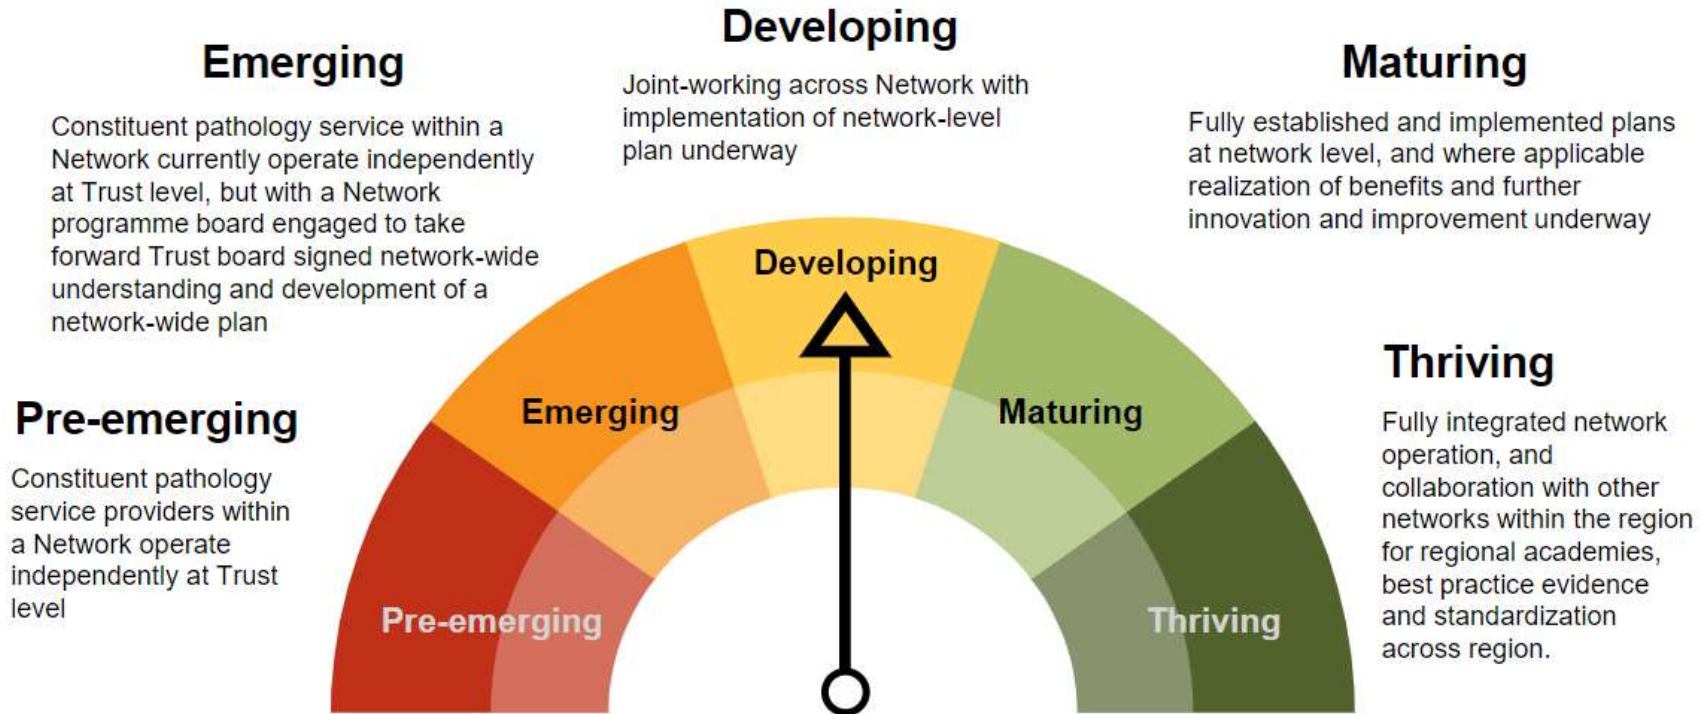 Developing
Joint-working across Network with
implementation of network-level
plan underway
Emerging
Constituent pathology service within a
Network currently operate independently
at Trust level, but with a Network
programme board engaged to take
forward Trust board signed network-wide
understanding and development of a
network-wide plan
Maturing
Fully established and implemented plans
at network level, and where applicable
realization of benefits and further
innovation and improvement underway
Pre-emerging
Constituent pathology
service providers within
a Network operate
independently at Trust
level
Thriving
Fully integrated network
operation, and
collaboration with other
networks within the region
for regional academies,
best practice evidence
and standardization
across region.
Developing
Emerging
Maturing
Pre-emerging
Thriving